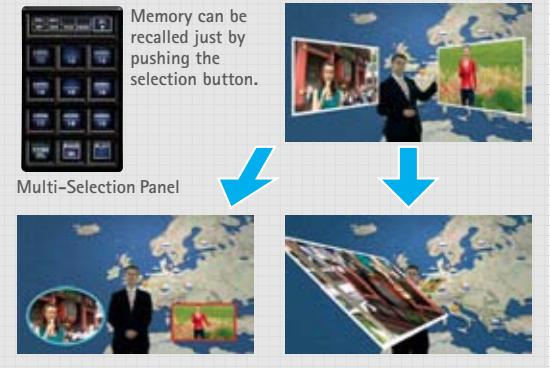 Memory can be
recalled just by
pushing the
selection button.
Multi-Selection Panel